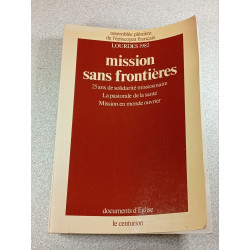 assemblée plénière
de l'épiscopat français
LOURDES 1982
mission
sans frontières
25 ans de solidarité missionnaire
La pastorale de la santé
Mission en monde ouvrier
documents d'Église
le centurion